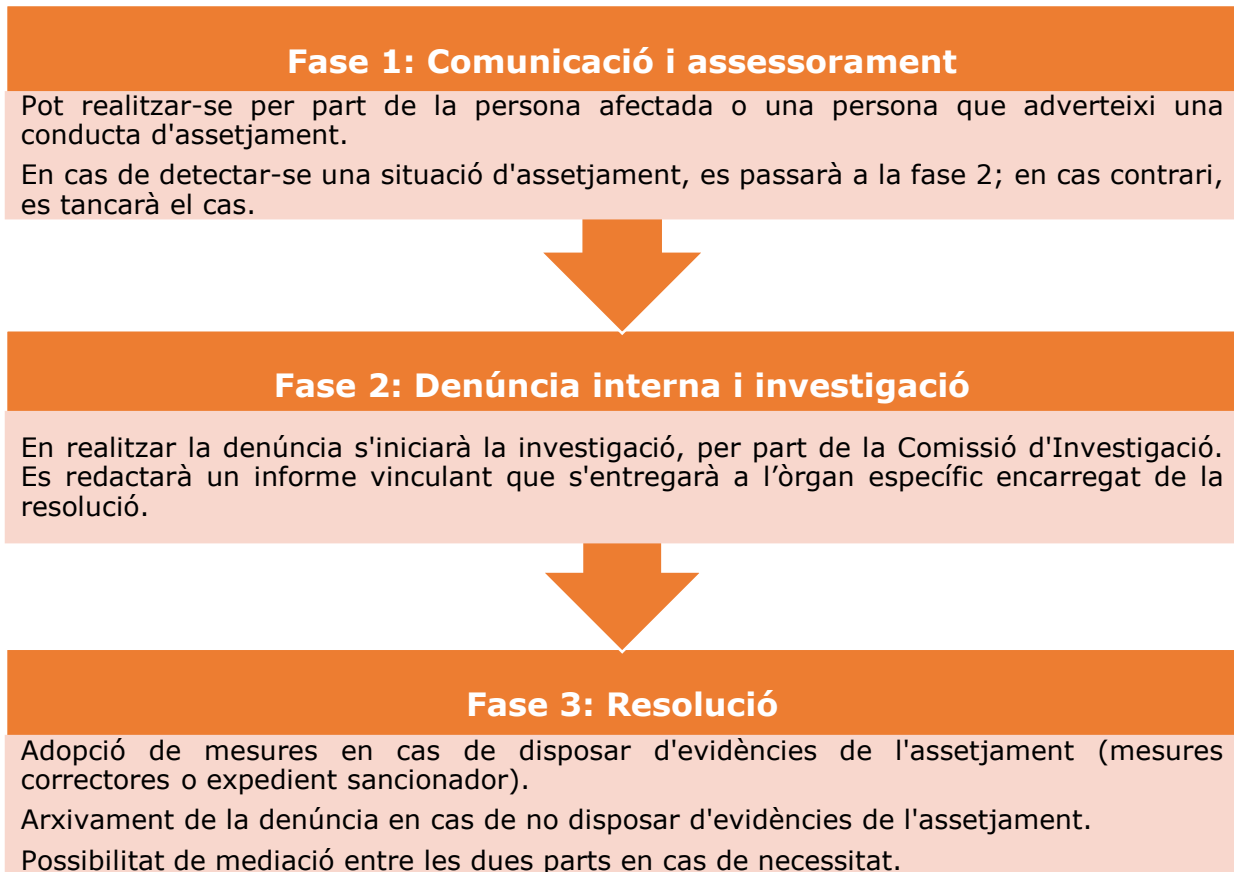 Fase 1: Comunicació i assessorament
Pot realitzar-se per part de la persona afectada o una persona que adverteixi una
conducta d'assetjament.
En cas de detectar-se una situació d'assetjament, es passarà a la fase 2; en cas contrari,
es tancarà el cas.
Fase 2: Denúncia interna i investigació
En realitzar la denúncia s'iniciarà la investigació, per part de la Comissió d'Investigació.
Es redactarà un informe vinculant que s'entregarà a l’òrgan específic encarregat de la
resolució.
Fase 3: Resolució
Adopció de mesures en cas de disposar d'evidències de l'assetjament (mesures
correctores o expedient sancionador).
Arxivament de la denúncia en cas de no disposar d'evidències de l'assetjament.
Possibilitat de mediació entre les dues parts en cas de necessitat.